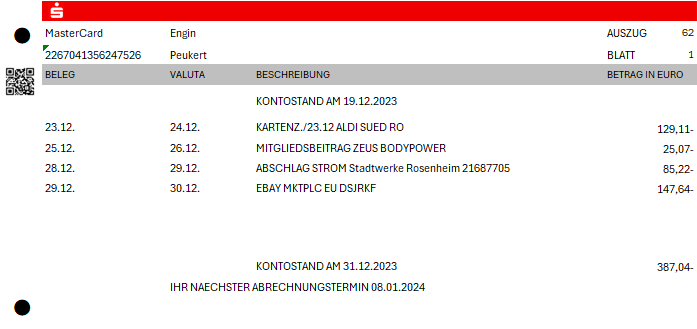 MasterCard Engin AUSZUG 62
2267041356247526 Peukert BLATT 1
BELEG VALUTA BESCHREIBUNG BETRAG IN EURO
KONTOSTAND AM 19.12.2023
23.12. 24.12. KARTENZ./23.12 ALDI SUED RO 129,11-
25.12. 26.12. MITGLIEDSBEITRAG ZEUS BODYPOWER 25,07-
28.12. 29.12. ABSCHLAG STROM Stadtwerke Rosenheim 21687705 85,22-
29.12. 30.12. EBAY MKTPLC EU DSJRKF 147,64-
KONTOSTAND AM 31.12.2023 387,04-
IHR NAECHSTER ABRECHNUNGSTERMIN 08.01.2024